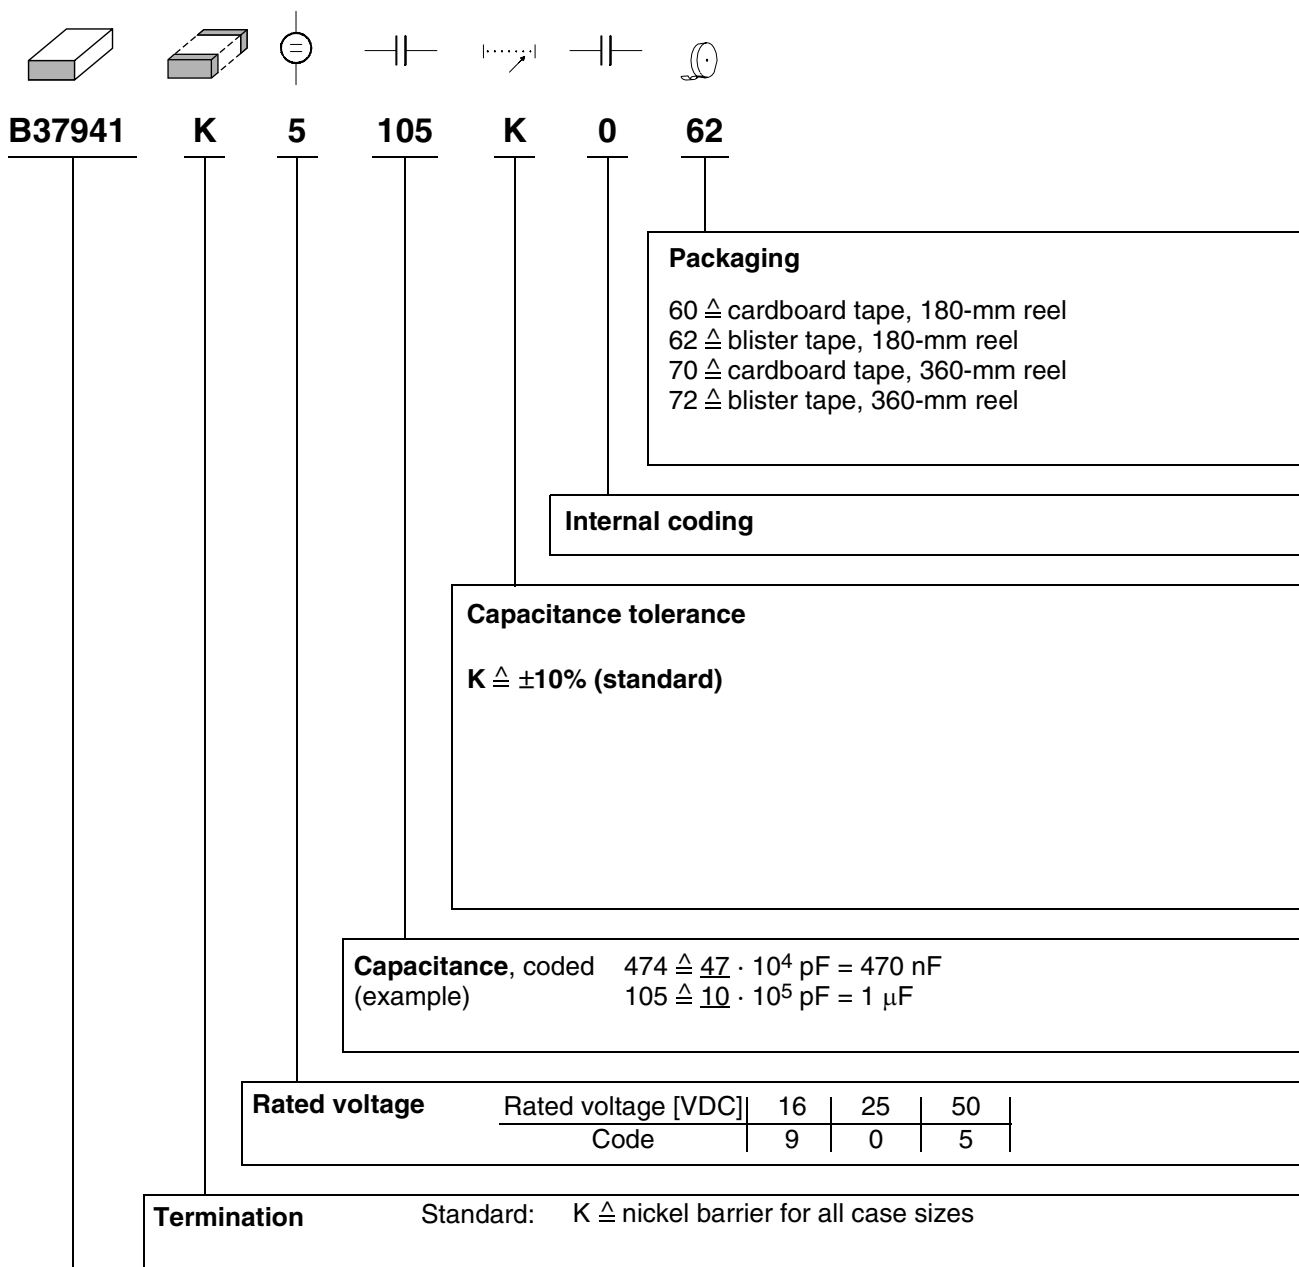 B37941 K 5 105 K 0 62
Packaging
60 ≙ cardboard tape, 180-mm reel
62 ≙ blister tape, 180-mm reel
70 ≙ cardboard tape, 360-mm reel
72 ≙ blister tape, 360-mm reel
Internal coding
Capacitance tolerance
K ≙ ±10% (standard)
Capacitance, coded 474 ≙ 47 · 10⁴ pF = 470 nF
(example) 105 ≙ 10 · 10⁵ pF = 1 μF
Rated voltage Rated voltage [VDC] 16 25 50
Code 9 0 5
Termination Standard: K ≙ nickel barrier for all case sizes